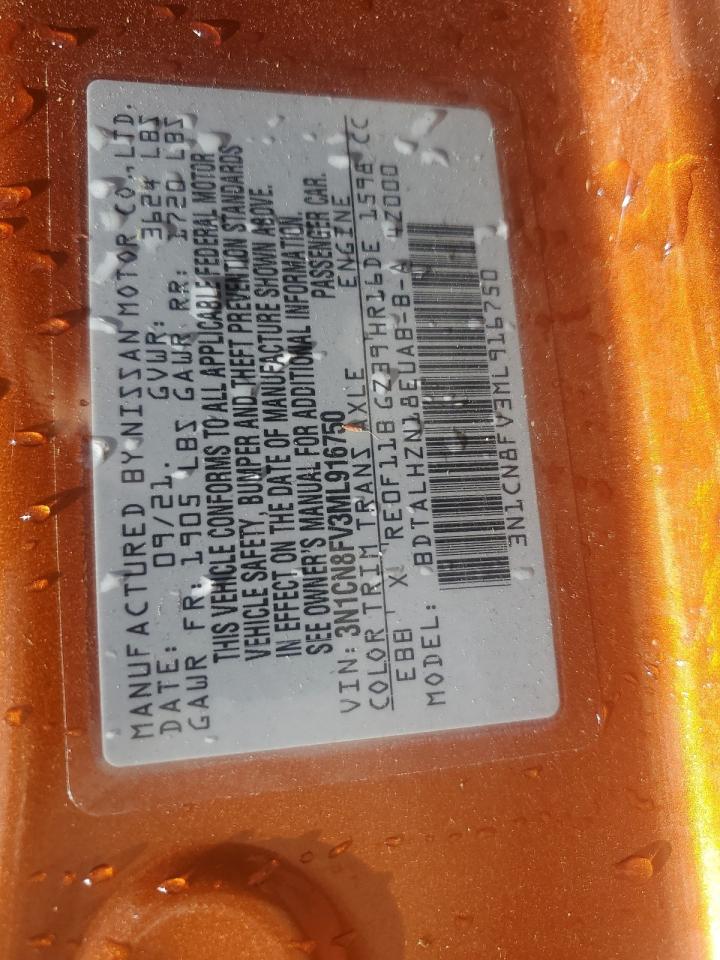 MANUFACTURED BY NISSAN MOTOR CO., LTD.
DATE: 09/21. GVWR: 3624 LBS
GAWR FR: 1905 LBS GAWR RR: 1720 LBS
THIS VEHICLE CONFORMS TO ALL APPLICABLE FEDERAL MOTOR
VEHICLE SAFETY, BUMPER AND THEFT PREVENTION STANDARDS
IN EFFECT ON THE DATE OF MANUFACTURE SHOWN ABOVE.
SEE OWNER'S MANUAL FOR ADDITIONAL INFORMATION.
VIN: 3N1CN8FV3ML916750 PASSENGER CAR.
COLOR TRIM TRANS AXLE ENGINE
EBB X RE0F11B GZ39 HR16DE 1598 CC
MODEL: BDTALHZN18EUAB-B-A
3N1CN8FV3ML916750